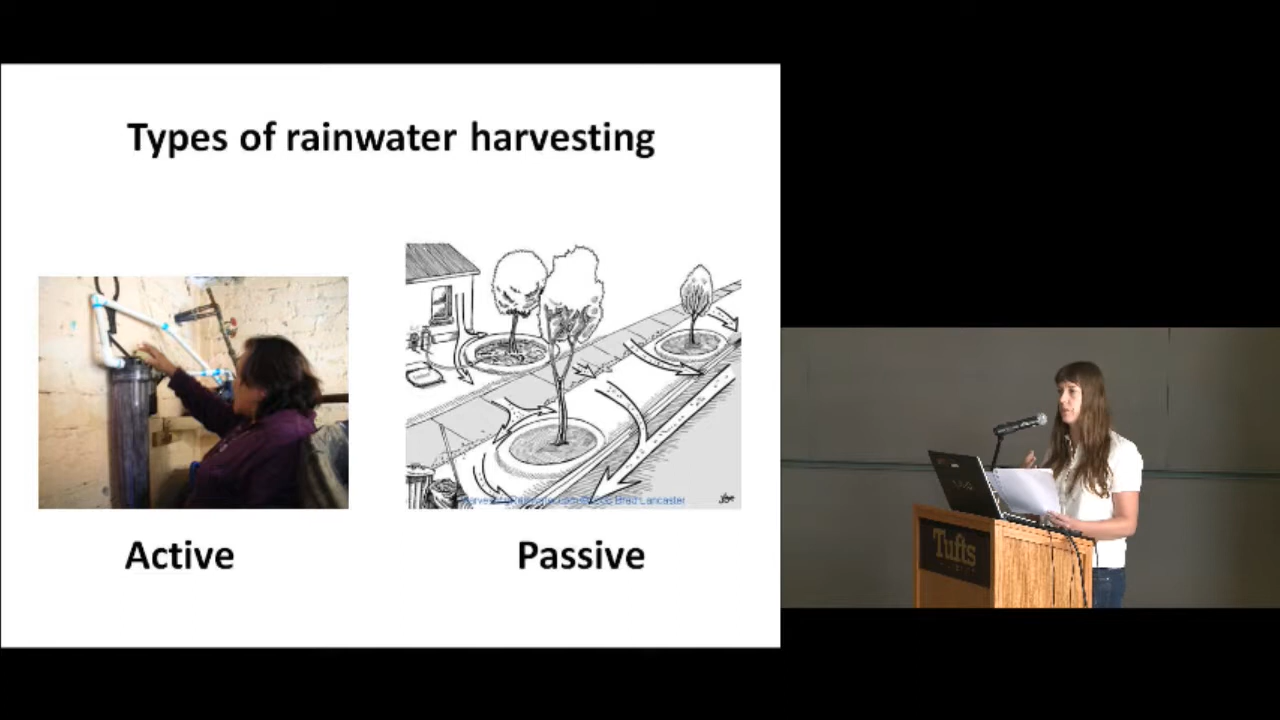 Types of rainwater harvesting
Active
Passive
Tufts